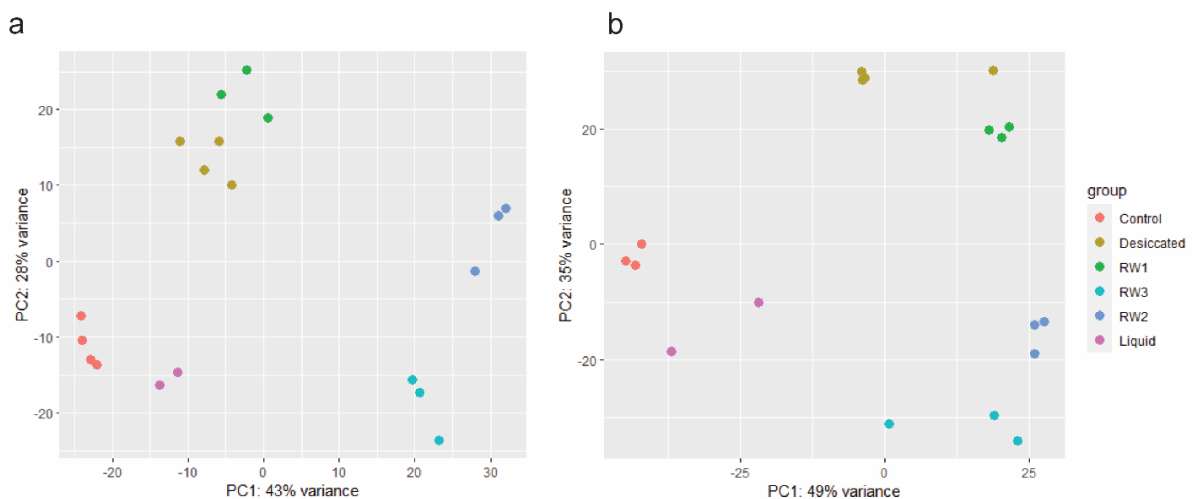 a
20
10
0
-10
-20
PC2: 28% variance
-20
-10
0
10
20
30
PC1: 43% variance
b
20
0
-20
PC2: 35% variance
-25
0
25
PC1: 49% variance
group
Control
Desiccated
RW1
RW3
RW2
Liquid